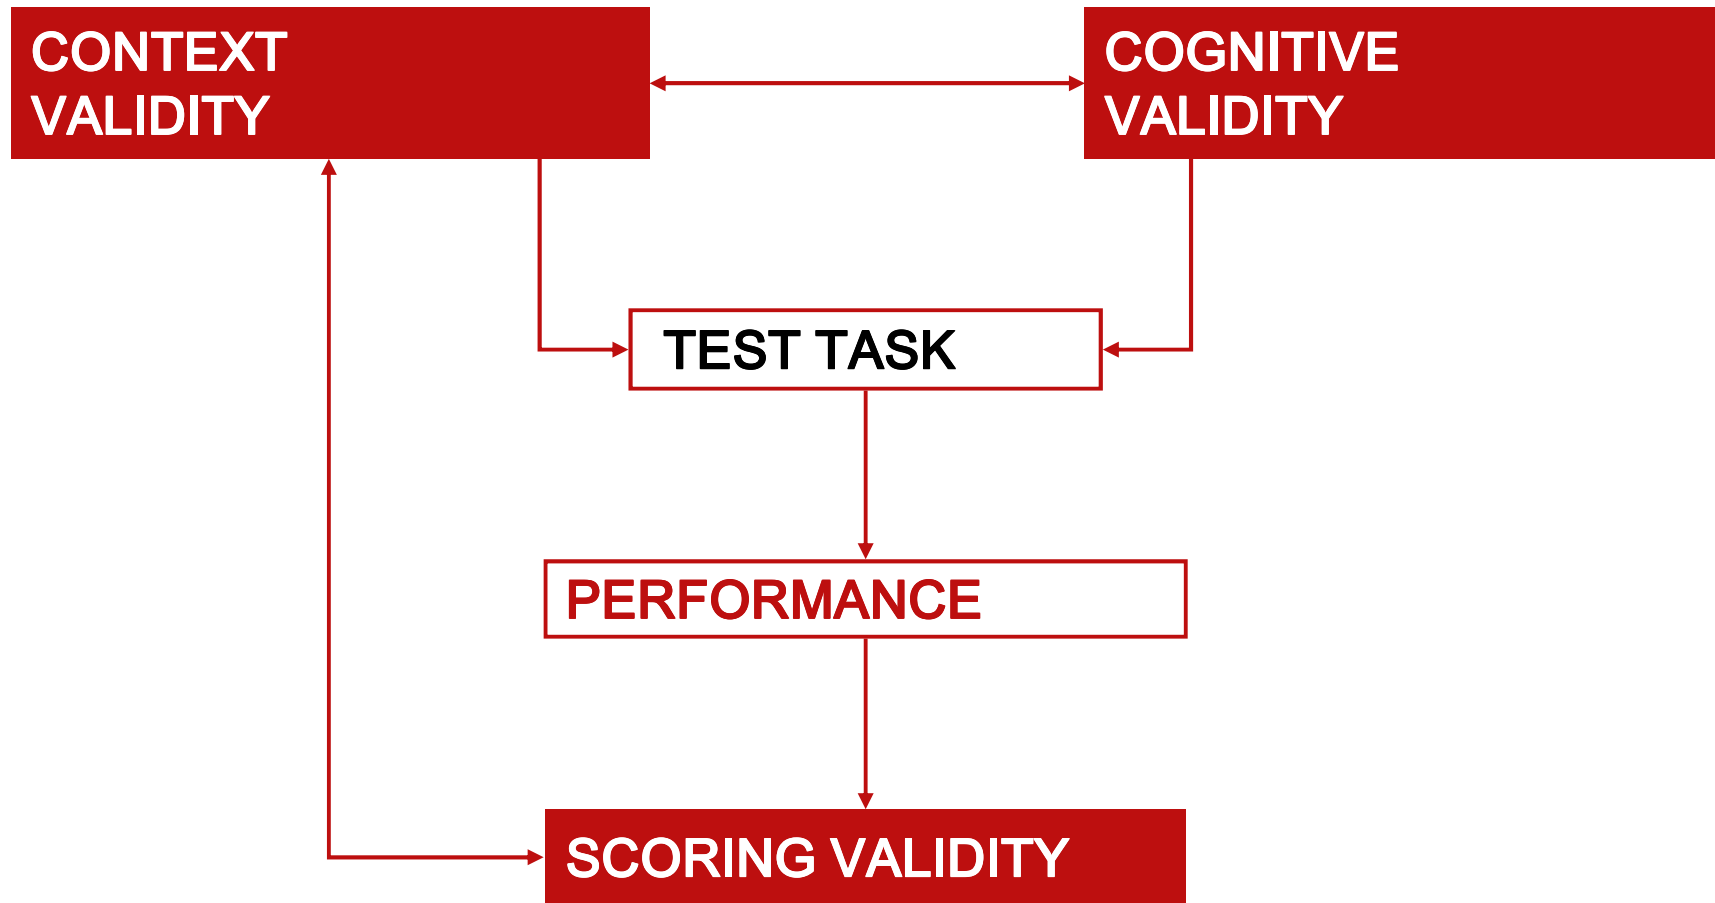 CONTEXT
VALIDITY
COGNITIVE
VALIDITY
TEST TASK
PERFORMANCE
SCORING VALIDITY